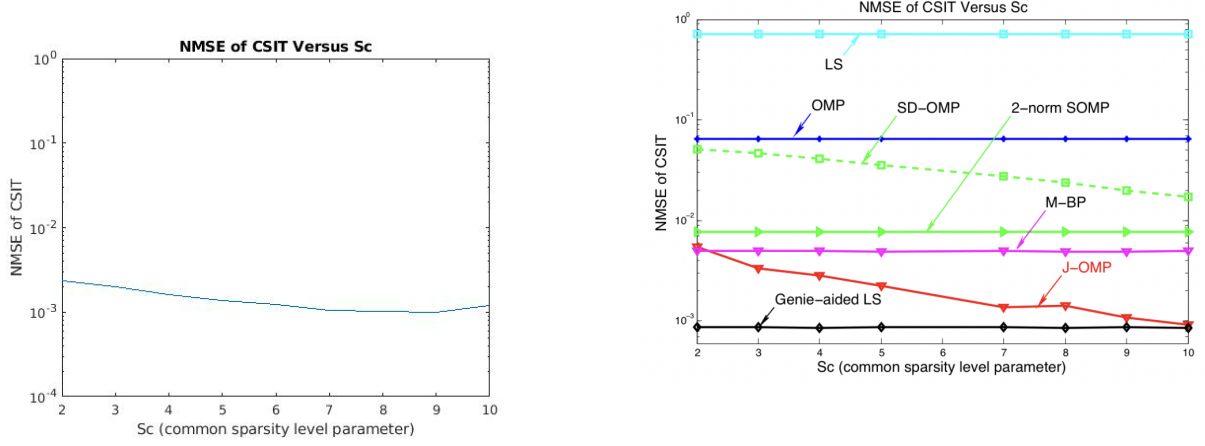 NMSE of CSIT Versus Sc
10^0
10^-1
10^-2
10^-3
10^-4
NMSE of CSIT
2 3 4 5 6 7 8 9 10
Sc (common sparsity level parameter)
NMSE of CSIT Versus Sc
10^0
10^-1
10^-2
10^-3
NMSE of CSIT
LS
OMP
SD-OMP
2-norm SOMP
M-BP
J-OMP
Genie-aided LS
2 3 4 5 6 7 8 9 10
Sc (common sparsity level parameter)